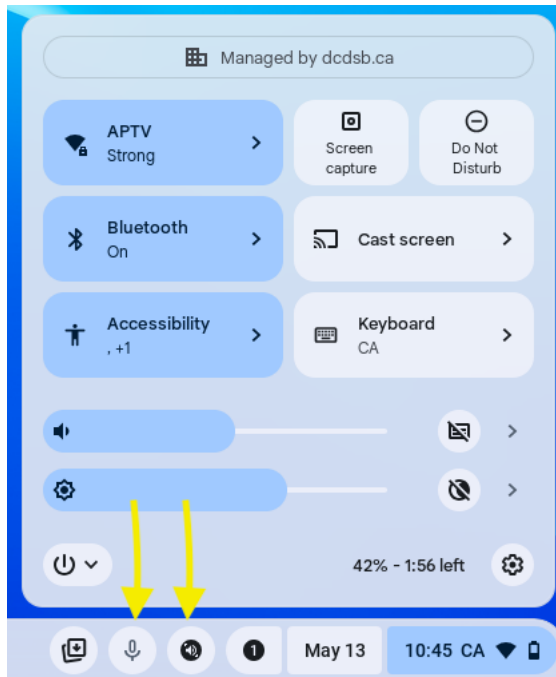 Managed by dcdsb.ca
APTV
Strong
Screen
capture
Do Not
Disturb
Bluetooth
On
Cast screen
Accessibility
, +1
Keyboard
CA
42% - 1:56 left
1
May 13
10:45 CA